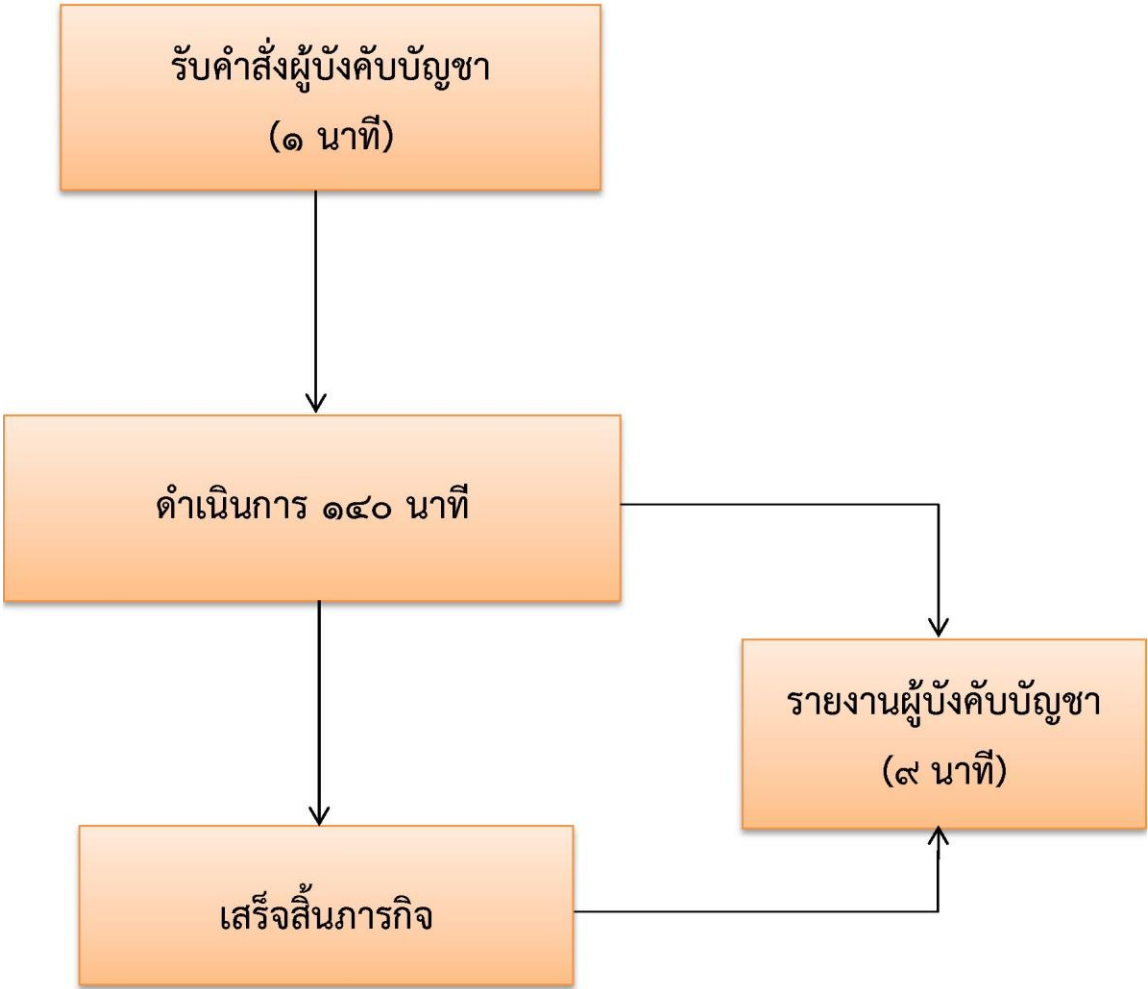 รับคำสั่งผู้บังคับบัญชา
(๑ นาที)
ดำเนินการ ๑๔๐ นาที
รายงานผู้บังคับบัญชา
(๙ นาที)
เสร็จสิ้นภารกิจ